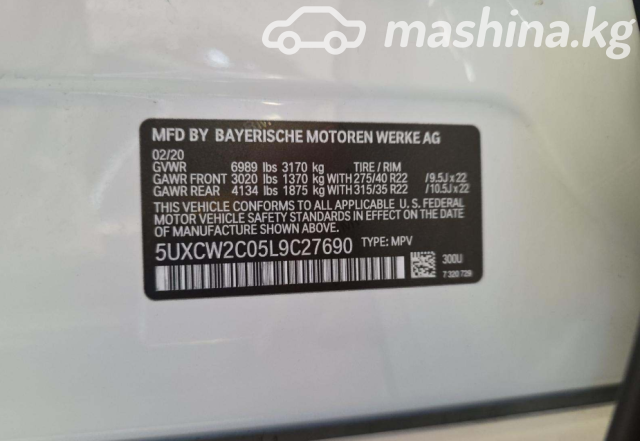 mashina.kg
MFD BY BAYERISCHE MOTOREN WERKE AG
02/20
GVWR 6989 lbs 3170 kg TIRE / RIM
GAWR FRONT 3020 lbs 1370 kg WITH 275/40 R22 / 9.5J x 22
GAWR REAR 4134 lbs 1875 kg WITH 315/35 R22 / 10.5J x 22
THIS VEHICLE CONFORMS TO ALL APPLICABLE U. S. FEDERAL
MOTOR VEHICLE SAFETY STANDARDS IN EFFECT ON THE
DATE OF MANUFACTURE SHOWN ABOVE.
5UXCW2C05L9C27690 TYPE: MPV
300U
7 320 729